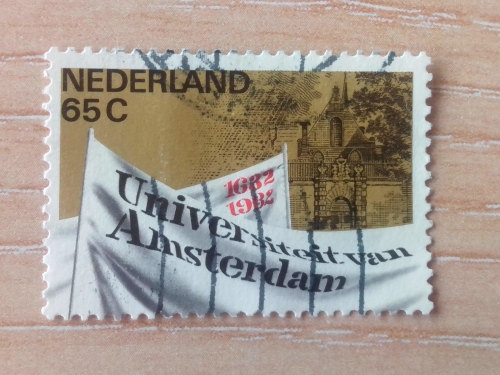 NEDERLAND
65 C
1632
1982
Universiteit van
Amsterdam